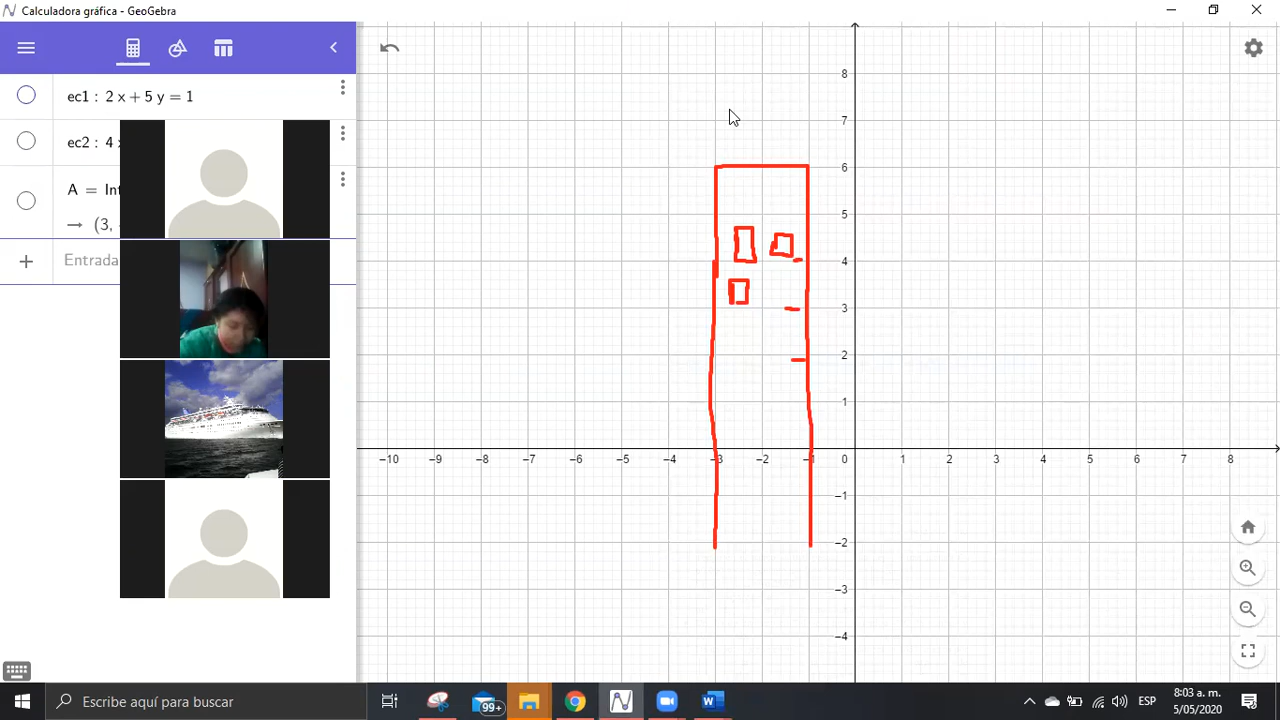 Calculadora gráfica - GeoGebra
ec1 : 2 x + 5 y = 1
ec2 : 4
A = Int
→ (3,
Entrada
8
7
6
5
4
3
2
1
−10 −9 −8 −7 −6 −5 −4 −3 −2 −1 0 1 2 3 4 5 6 7 8
−1
−2
−3
−4
Escribe aquí para buscar
99+
ESP
8:03 a. m.
5/05/2020